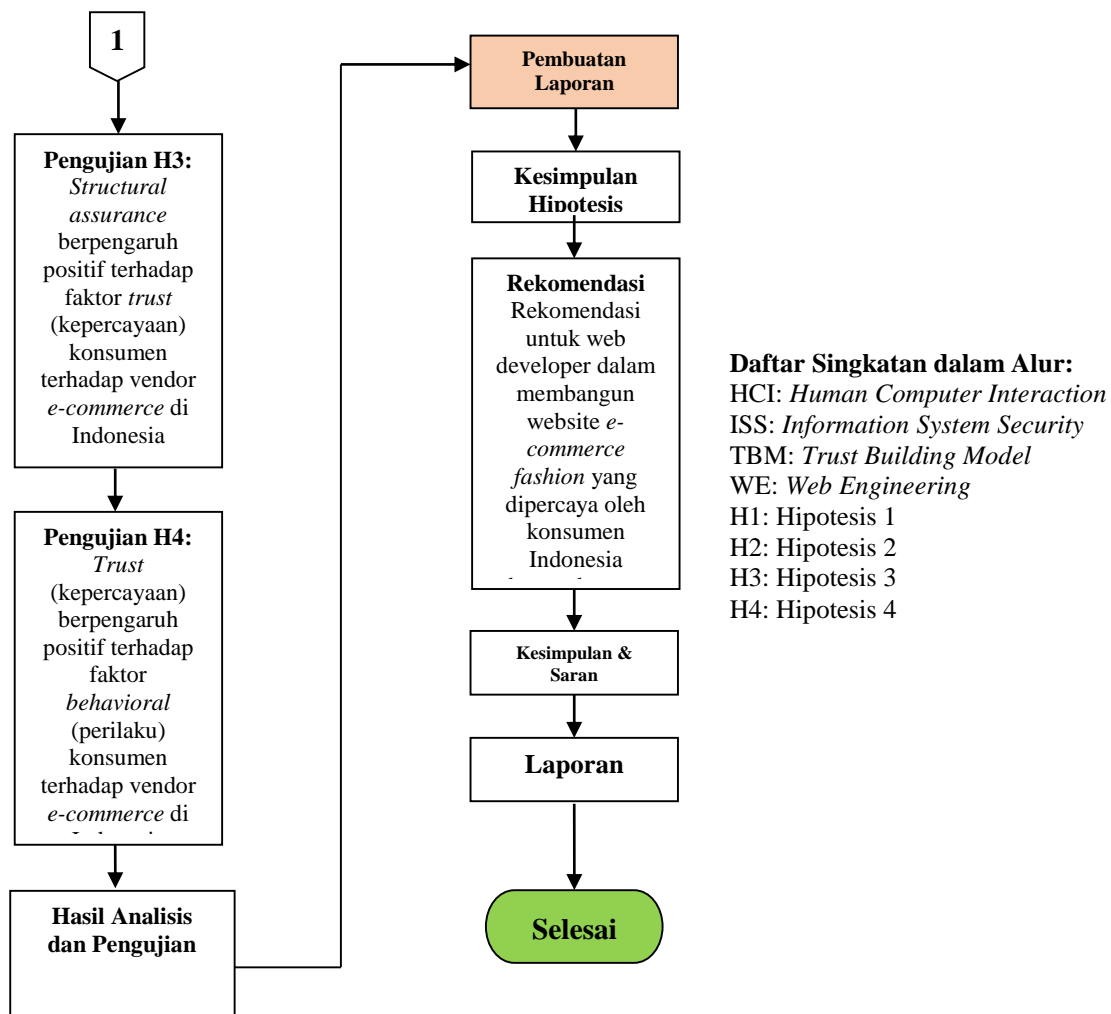 1
Pengujian H3:
Structural
assurance
berpengaruh
positif terhadap
faktor trust
(kepercayaan)
konsumen
terhadap vendor
e-commerce di
Indonesia
Pengujian H4:
Trust
(kepercayaan)
berpengaruh
positif terhadap
faktor
behavioral
(perilaku)
konsumen
terhadap vendor
e-commerce di
Hasil Analisis
dan Pengujian
Pembuatan
Laporan
Kesimpulan
Hipotesis
Rekomendasi
Rekomendasi
untuk web
developer dalam
membangun
website e-
commerce
fashion yang
dipercaya oleh
konsumen
Indonesia
Kesimpulan &
Saran
Laporan
Selesai
Daftar Singkatan dalam Alur:
HCI: Human Computer Interaction
ISS: Information System Security
TBM: Trust Building Model
WE: Web Engineering
H1: Hipotesis 1
H2: Hipotesis 2
H3: Hipotesis 3
H4: Hipotesis 4